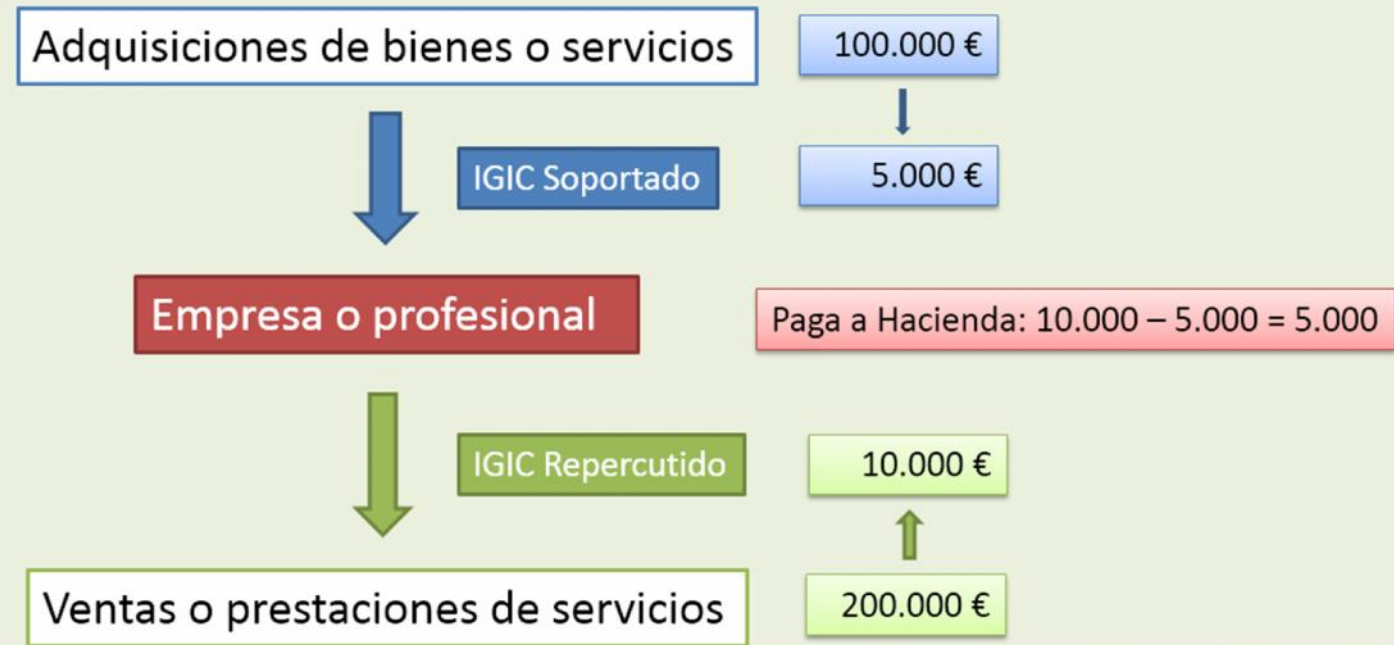 Adquisiciones de bienes o servicios
100.000 €
IGIC Soportado
5.000 €
Empresa o profesional
Paga a Hacienda: 10.000 – 5.000 = 5.000
IGIC Repercutido
10.000 €
Ventas o prestaciones de servicios
200.000 €